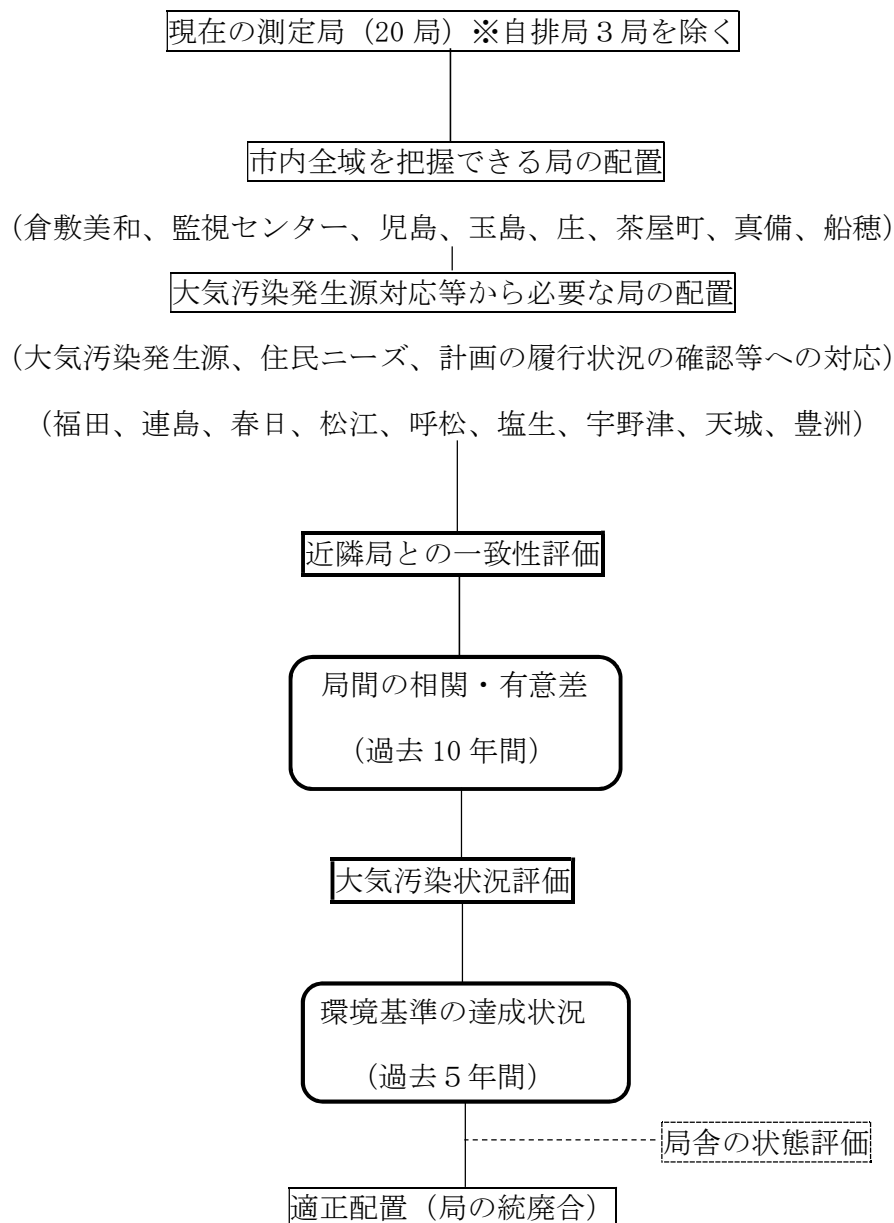 現在の測定局（20 局）※自排局３局を除く
市内全域を把握できる局の配置
（倉敷美和、監視センター、児島、玉島、庄、茶屋町、真備、船穂）
大気汚染発生源対応等から必要な局の配置
（大気汚染発生源、住民ニーズ、計画の履行状況の確認等への対応）
（福田、連島、春日、松江、呼松、塩生、宇野津、天城、豊洲）
近隣局との一致性評価
局間の相関・有意差
（過去 10 年間）
大気汚染状況評価
環境基準の達成状況
（過去５年間）
局舎の状態評価
適正配置（局の統廃合）